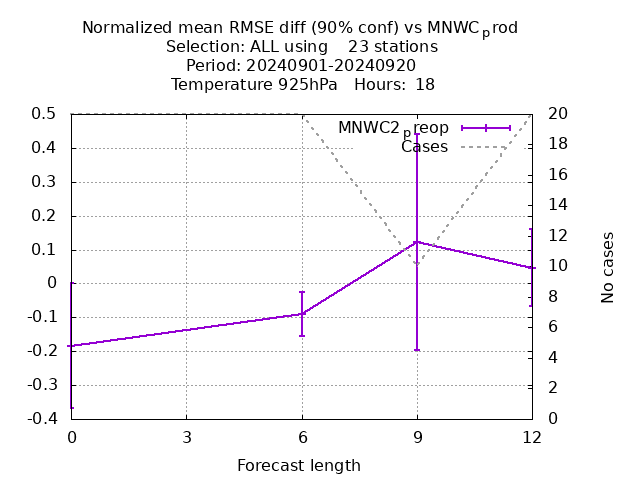 Normalized mean RMSE diff (90% conf) vs MNWCprod
Selection: ALL using 23 stations
Period: 20240901-20240920
Temperature 925hPa Hours: 18
MNWC2preop
Cases
0.5
0.4
0.3
0.2
0.1
0
-0.1
-0.2
-0.3
-0.4
20
18
16
14
12
10
8
6
4
2
0
No cases
0 3 6 9 12
Forecast length